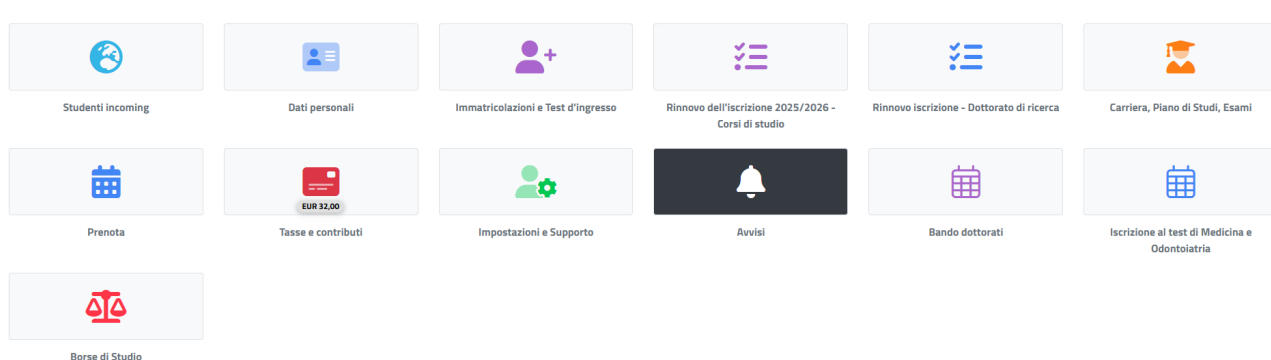 Studenti incoming
Dati personali
Immatricolazioni e Test d'ingresso
Rinnovo dell'iscrizione 2025/2026 -
Corsi di studio
Rinnovo iscrizione - Dottorato di ricerca
Carriera, Piano di Studi, Esami
EUR 32,00
Prenota
Tasse e contributi
Impostazioni e Supporto
Avvisi
Bando dottorati
Iscrizione al test di Medicina e
Odontoiatria
Borse di Studio